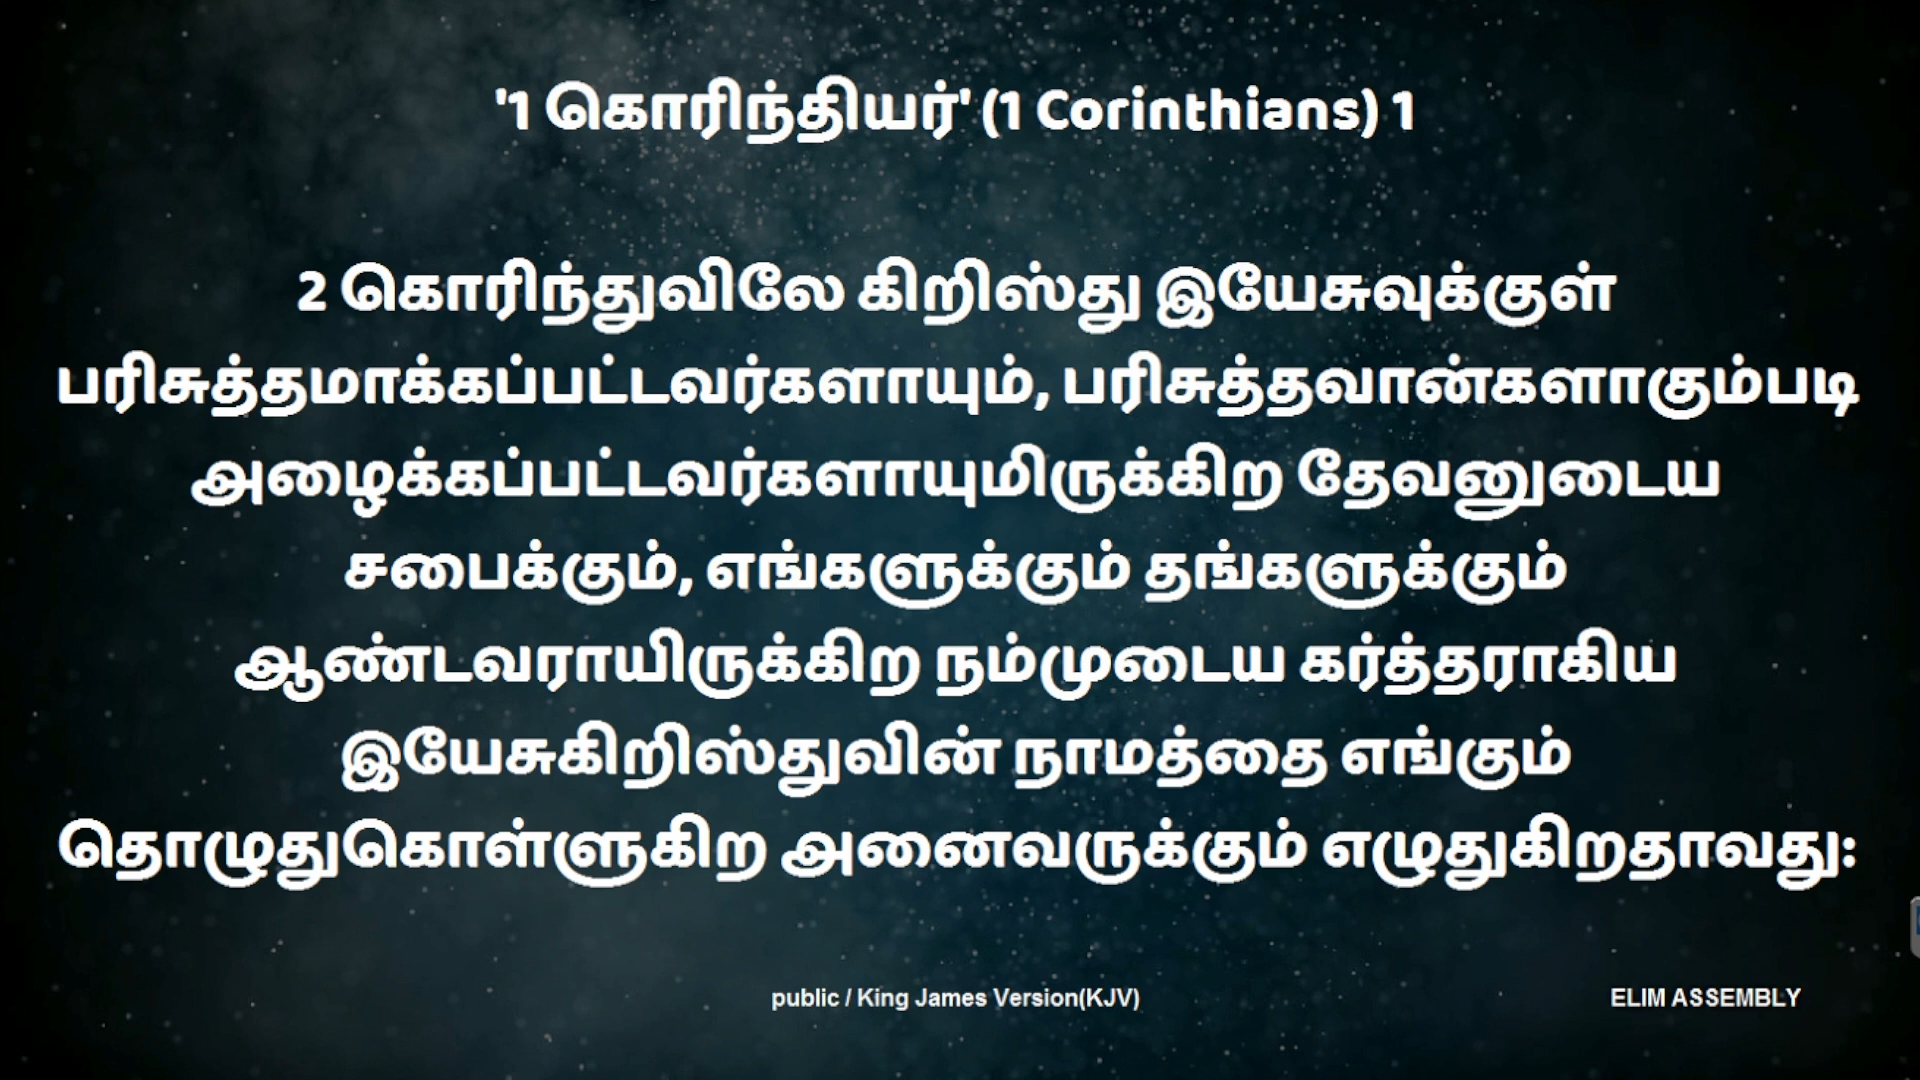 '1 கொரிந்தியர்' (1 Corinthians) 1
2 கொரிந்துவிலே கிறிஸ்து இயேசுவுக்குள்
பரிசுத்தமாக்கப்பட்டவர்களாயும், பரிசுத்தவான்களாகும்படி
அழைக்கப்பட்டவர்களாயுமிருக்கிற தேவனுடைய
சபைக்கும், எங்களுக்கும் தங்களுக்கும்
ஆண்டவராயிருக்கிற நம்முடைய கர்த்தராகிய
இயேசுகிறிஸ்துவின் நாமத்தை எங்கும்
தொழுதுகொள்ளுகிற அனைவருக்கும் எழுதுகிறதாவது:
public / King James Version(KJV)
ELIM ASSEMBLY